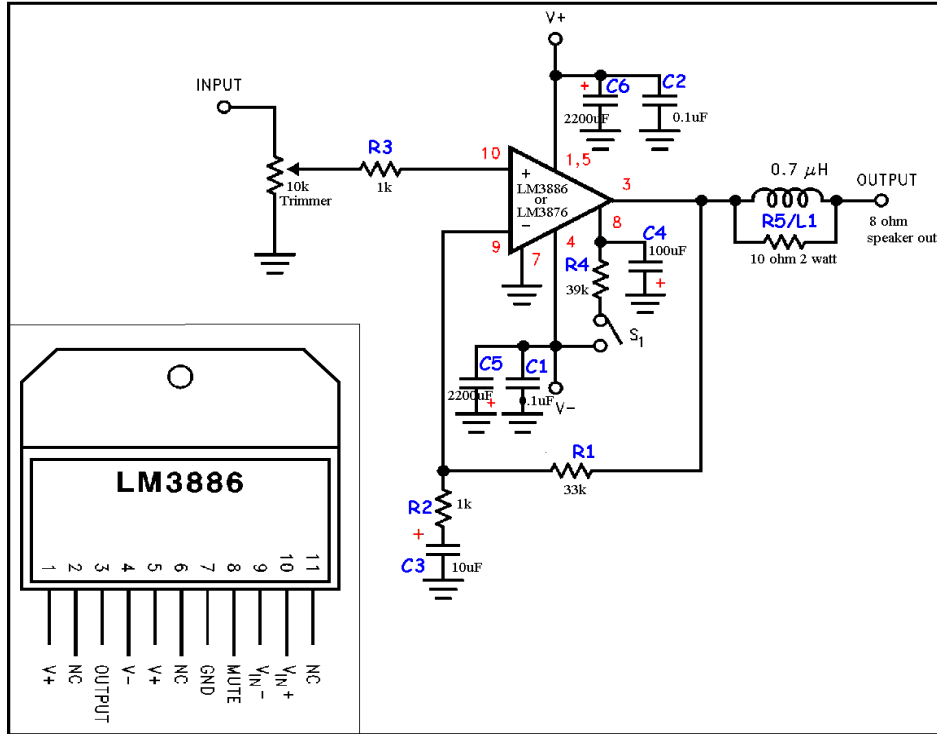 V+
INPUT
+
C6
C2
2200uF
0.1uF
R3
10
1,5
10k
Trimmer
1k
+
LM3886
or
LM3876
−
3
0.7 μH
OUTPUT
9
7
4
8
C4
100uF
+
R5/L1
10 ohm 2 watt
8 ohm
speaker out
R4
39k
S1
C5
2200uF
+
C1
0.1uF
V-
R1
33k
R2
1k
+
C3
10uF
LM3886
1 2 3 4 5 6 7 8 9 10 11
V+
NC
OUTPUT
V-
V+
NC
GND
MUTE
VIN-
VIN+
NC